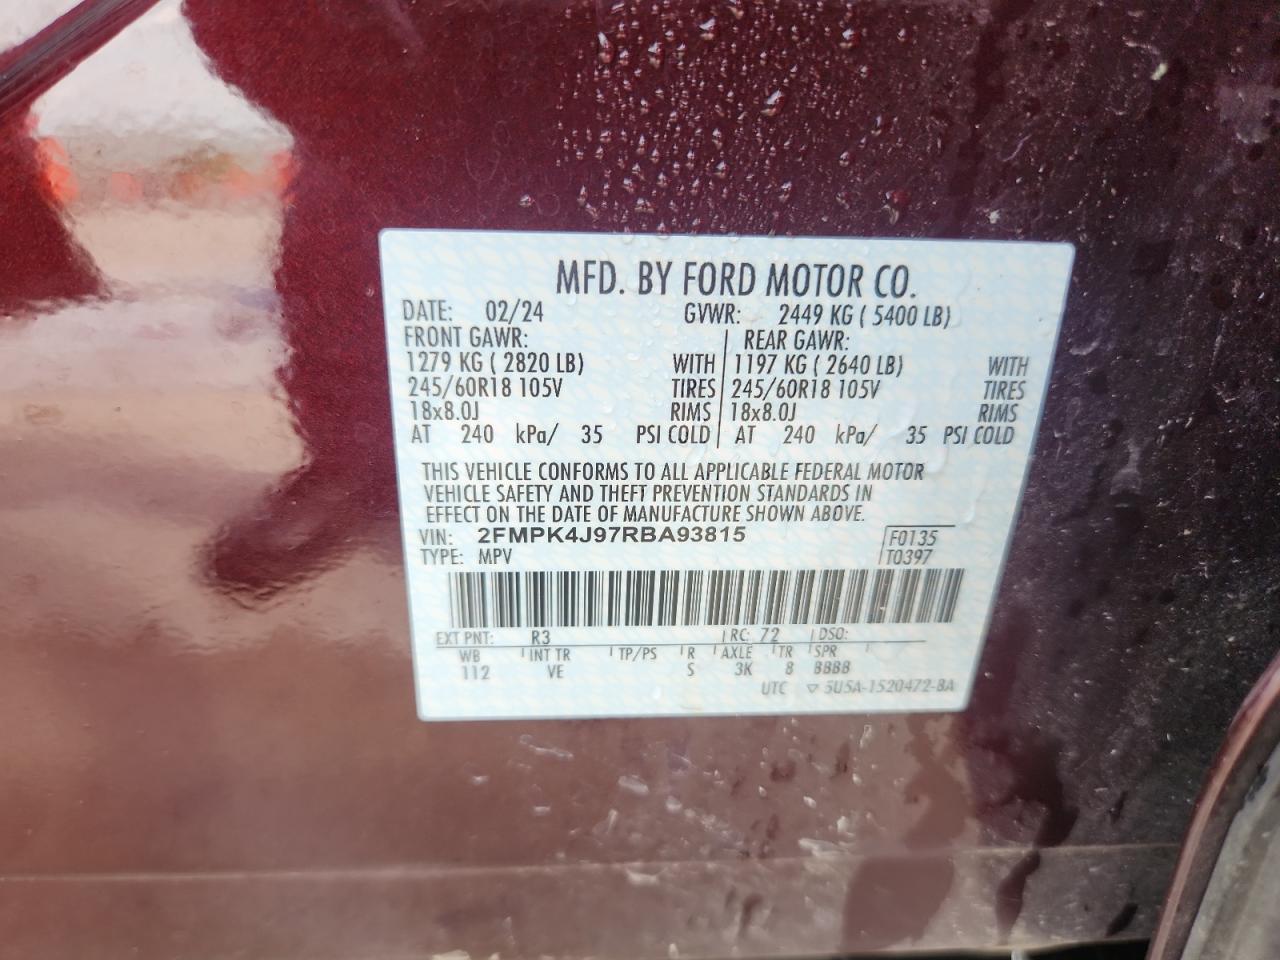 MFD. BY FORD MOTOR CO.
DATE: 02/24 GVWR: 2449 KG ( 5400 LB)
FRONT GAWR: REAR GAWR:
1279 KG ( 2820 LB) WITH 1197 KG ( 2640 LB) WITH
245/60R18 105V TIRES 245/60R18 105V TIRES
18x8.0J RIMS 18x8.0J RIMS
AT 240 kPa/ 35 PSI COLD AT 240 kPa/ 35 PSI COLD
THIS VEHICLE CONFORMS TO ALL APPLICABLE FEDERAL MOTOR
VEHICLE SAFETY AND THEFT PREVENTION STANDARDS IN
EFFECT ON THE DATE OF MANUFACTURE SHOWN ABOVE.
VIN: 2FMPK4J97RBA93815 F0135
TYPE: MPV T0397
EXT PNT: R3 RC: 72 DSO:
WB INT TR TP/PS R AXLE TR SPR
112 VE S 3K 8 BBBB
UTC ▽ 5U5A-1520472-BA